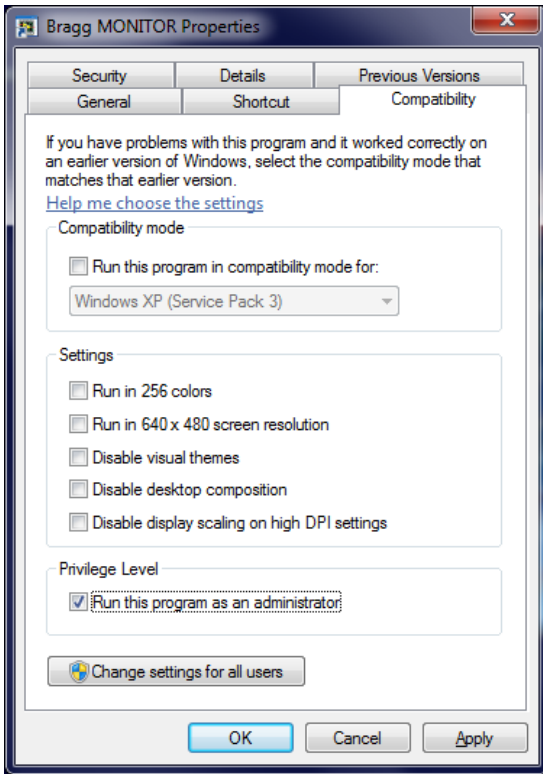 Bragg MONITOR Properties
Security
Details
Previous Versions
General
Shortcut
Compatibility
If you have problems with this program and it worked correctly on
an earlier version of Windows, select the compatibility mode that
matches that earlier version.
Help me choose the settings
Compatibility mode
Run this program in compatibility mode for:
Windows XP (Service Pack 3)
Settings
Run in 256 colors
Run in 640 x 480 screen resolution
Disable visual themes
Disable desktop composition
Disable display scaling on high DPI settings
Privilege Level
Run this program as an administrator
Change settings for all users
OK
Cancel
Apply